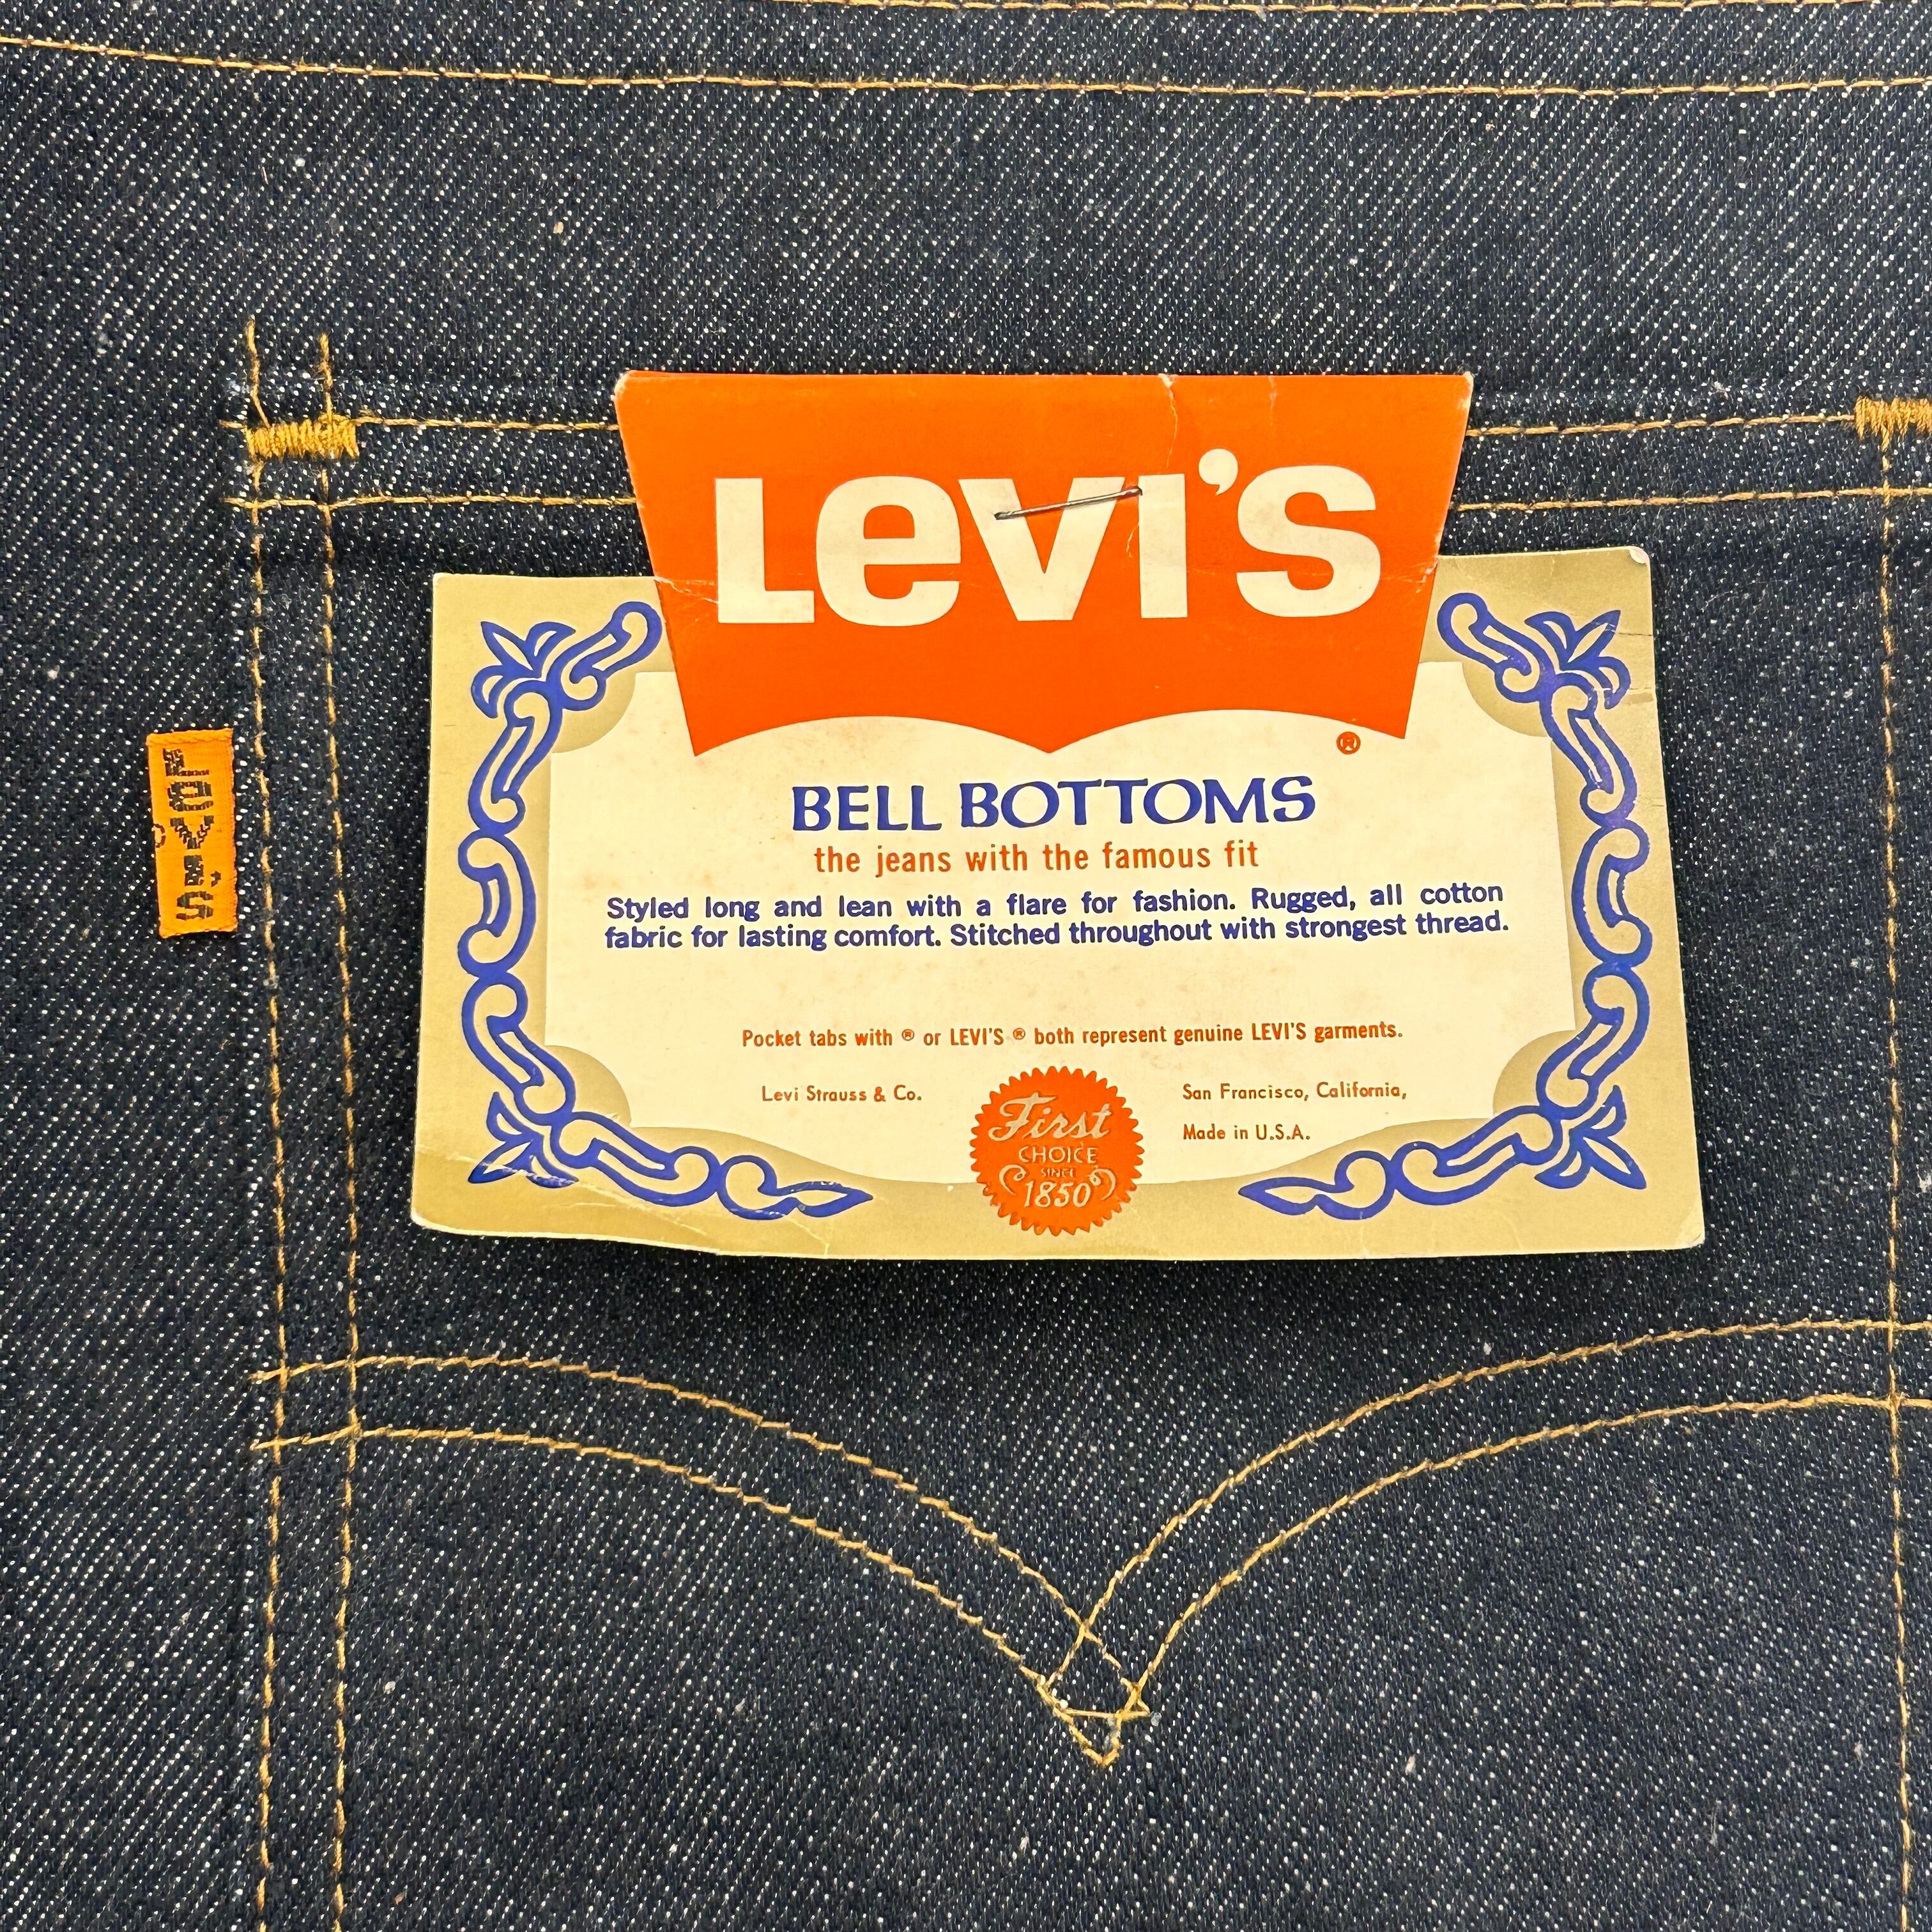 LEVI'S
®
LEVI'S
BELL BOTTOMS
the jeans with the famous fit
Styled long and lean with a flare for fashion. Rugged, all cotton
fabric for lasting comfort. Stitched throughout with strongest thread.
Pocket tabs with ® or LEVI'S ® both represent genuine LEVI'S garments.
Levi Strauss & Co.
First
CHOICE
SINCE
1850
San Francisco, California,
Made in U.S.A.